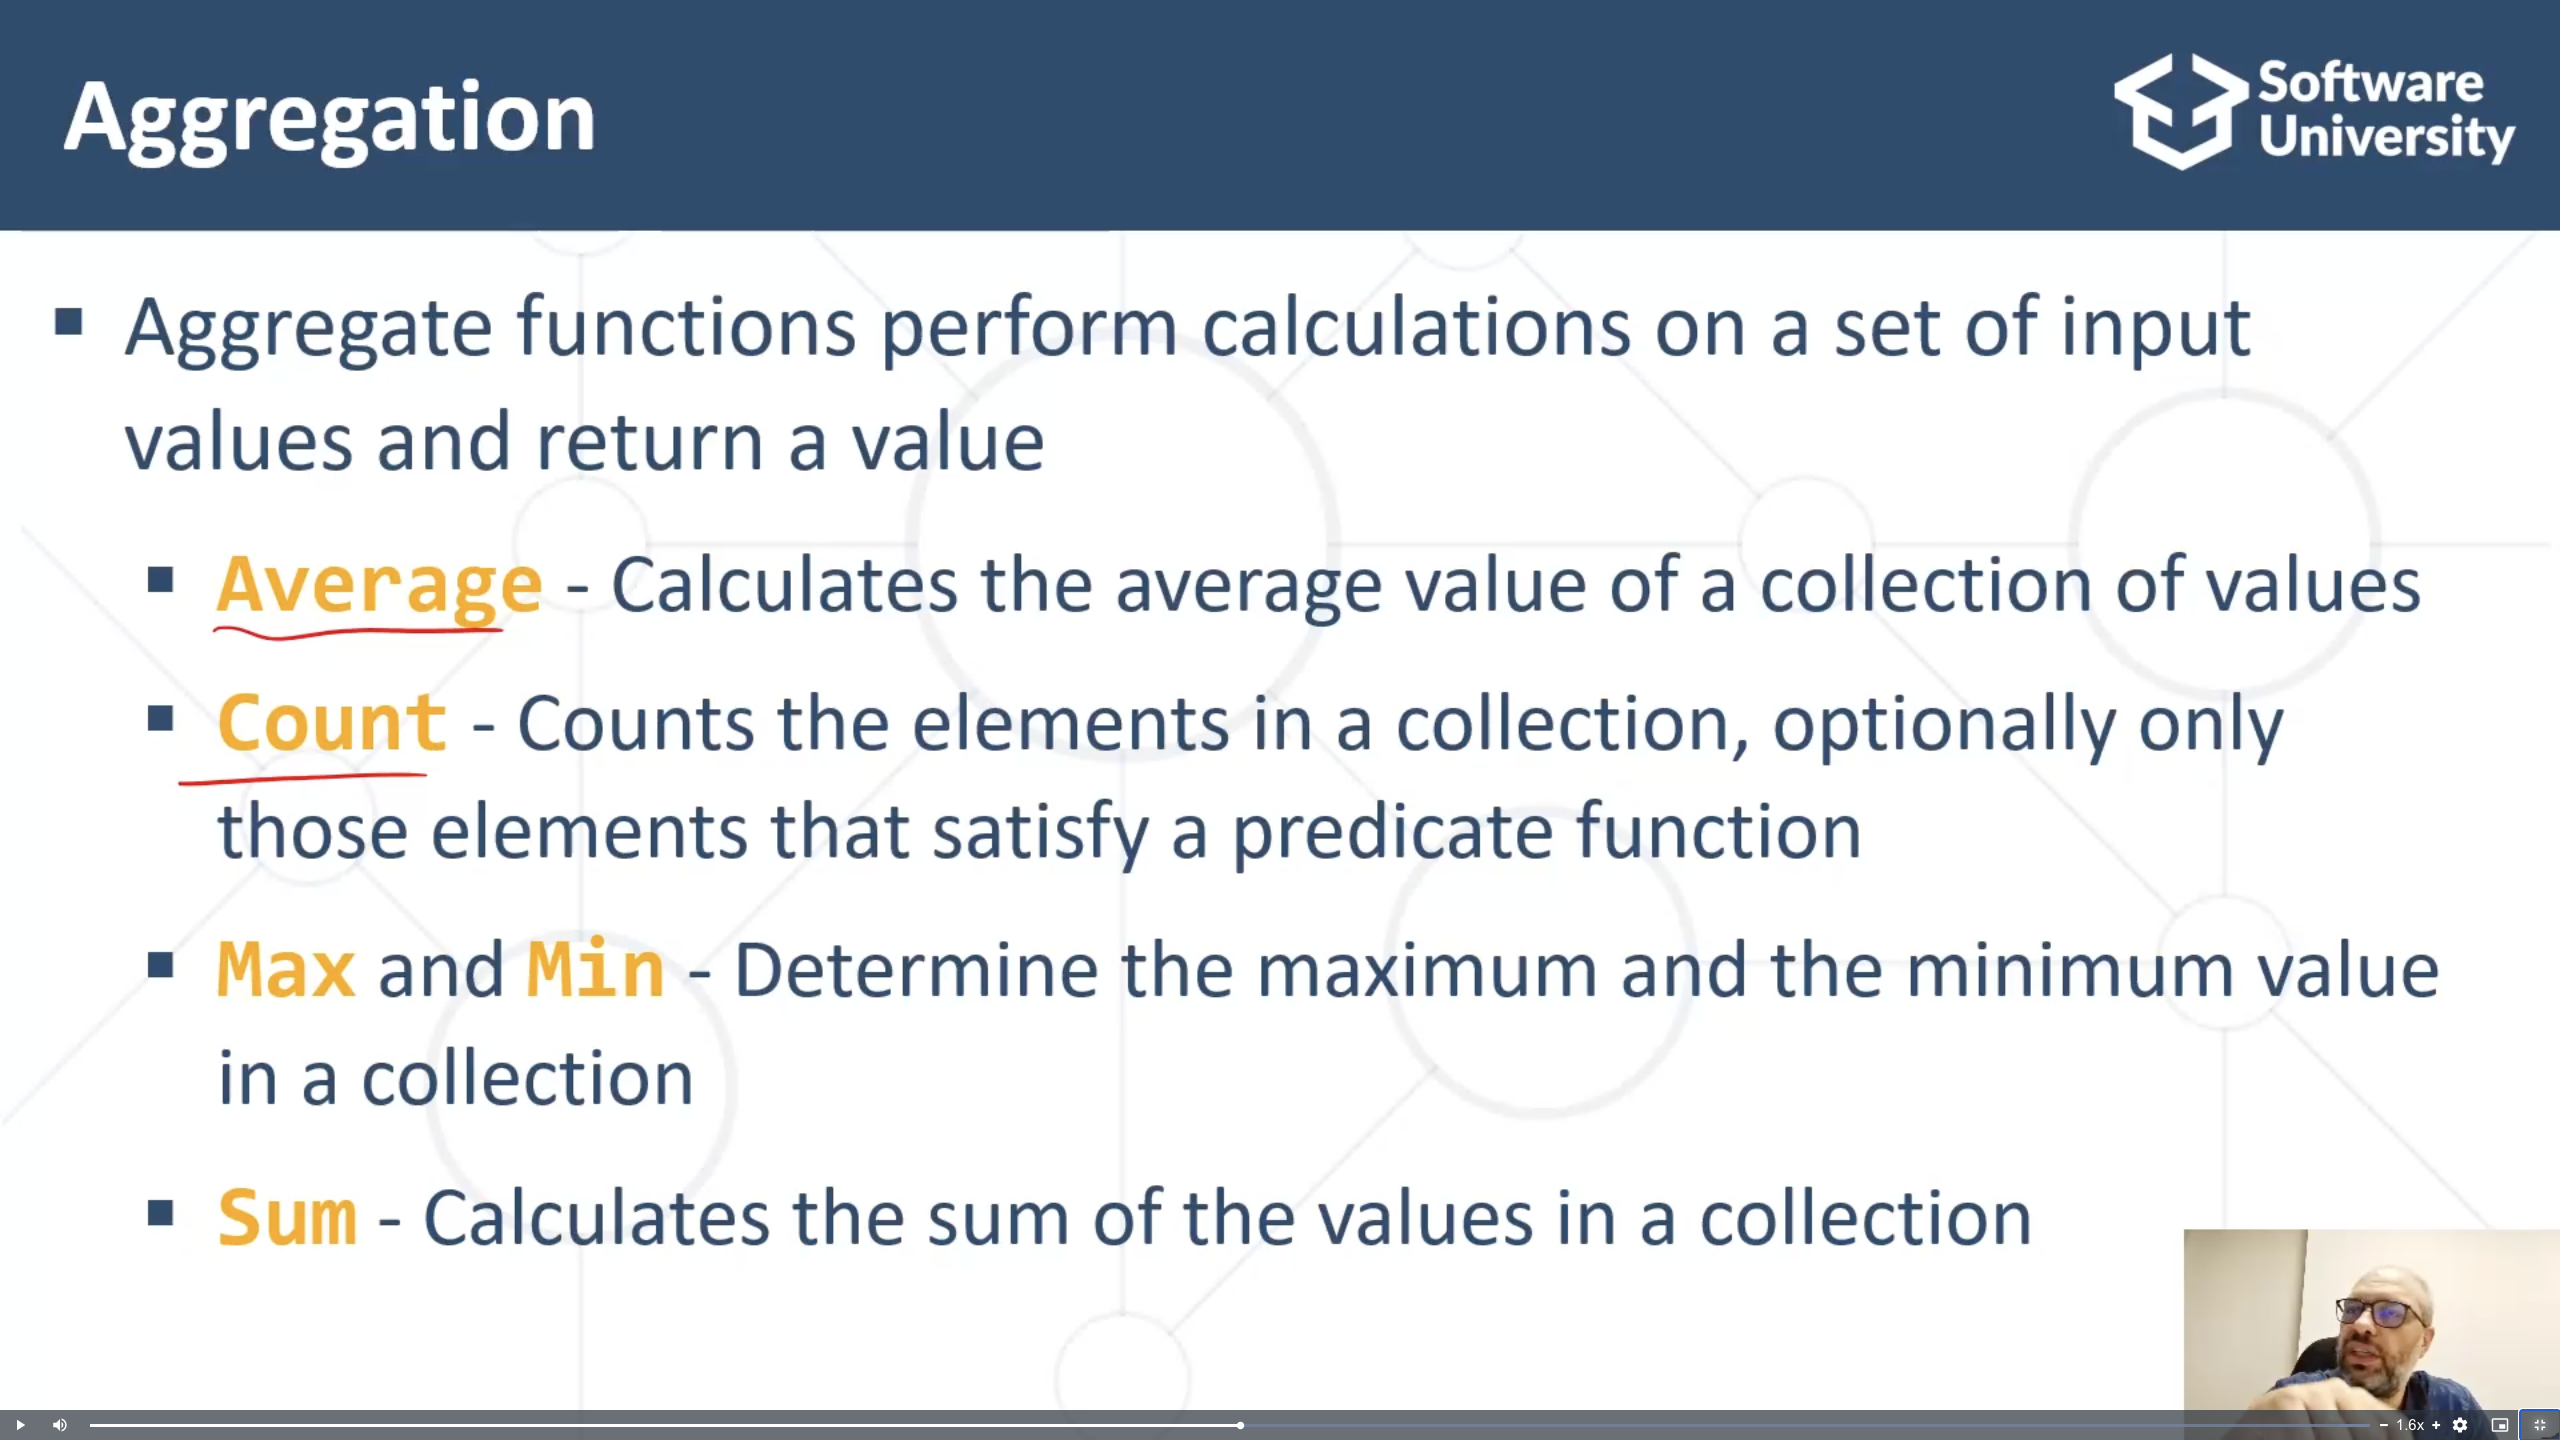 Aggregation
Software
University
▪ Aggregate functions perform calculations on a set of input
values and return a value
▪ Average - Calculates the average value of a collection of values
▪ Count - Counts the elements in a collection, optionally only
those elements that satisfy a predicate function
▪ Max and Min - Determine the maximum and the minimum value
in a collection
▪ Sum - Calculates the sum of the values in a collection
− 1.6x +